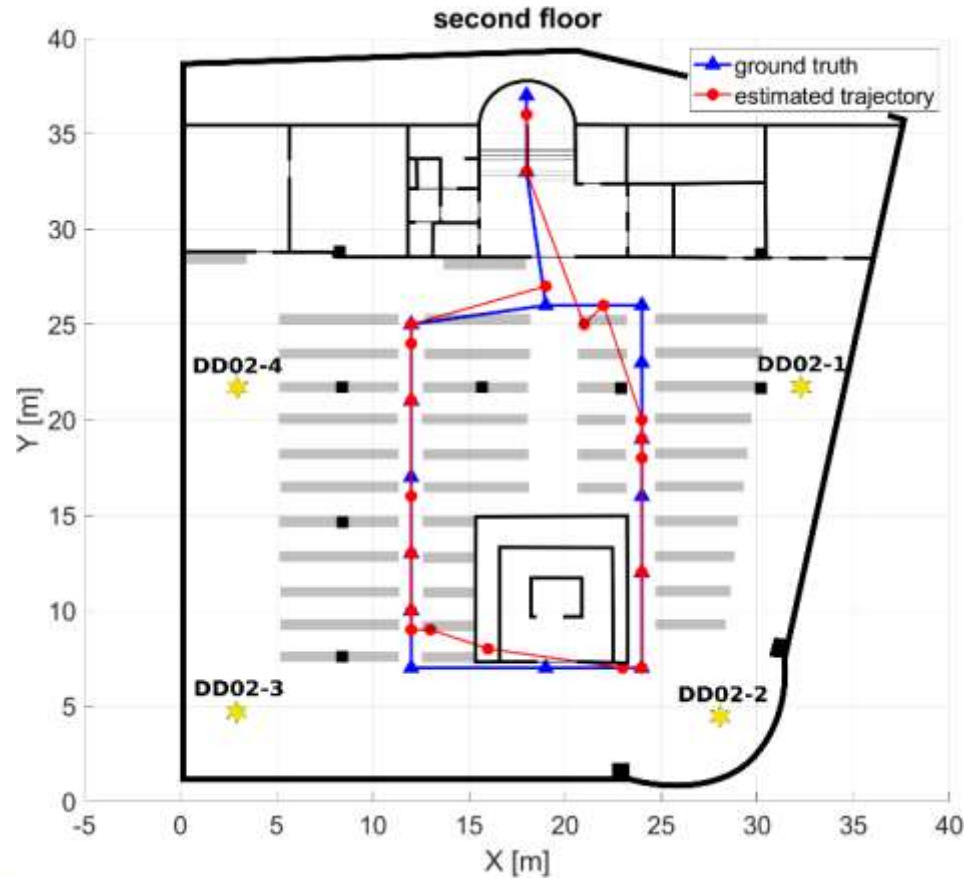 second floor
ground truth
estimated trajectory
40
35
30
25
20
15
10
5
0
Y [m]
DD02-4
DD02-1
DD02-3
DD02-2
-5 0 5 10 15 20 25 30 35 40
X [m]